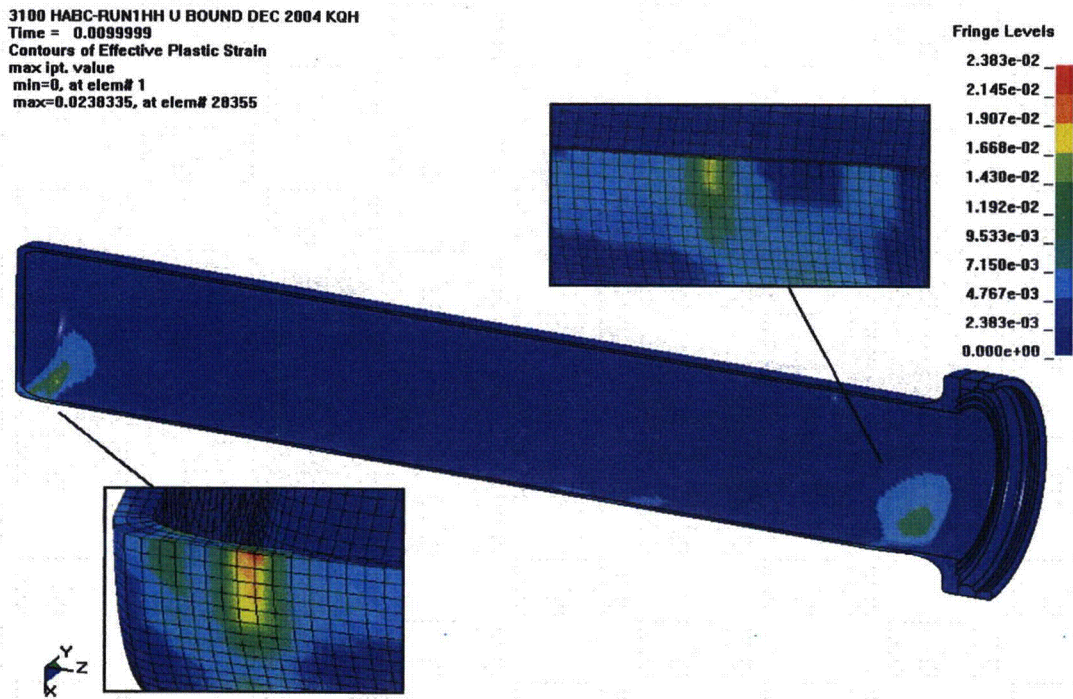 3100 HABC-RUN1HH U BOUND DEC 2004 KQH
Time = 0.0099999
Contours of Effective Plastic Strain
max ipt. value
min=0, at elem# 1
max=0.0238335, at elem# 28355
Fringe Levels
2.383e-02
2.145e-02
1.907e-02
1.668e-02
1.430e-02
1.192e-02
9.533e-03
7.150e-03
4.767e-03
2.383e-03
0.000e+00
Y
Z
X